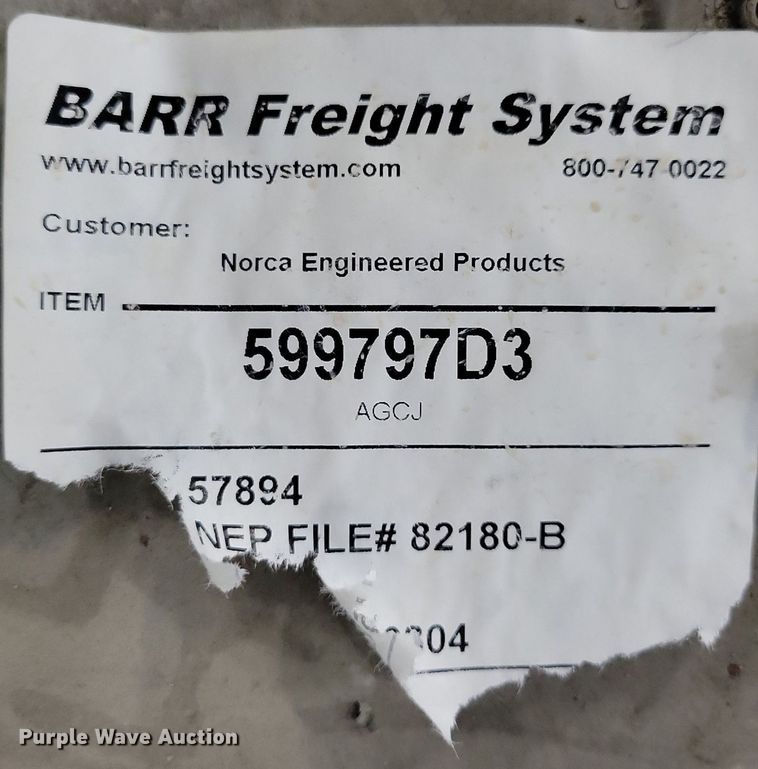 BARR Freight System
www.barrfreightsystem.com 800-747-0022
Customer:
Norca Engineered Products
ITEM
599797D3
AGCJ
57894
NEP FILE# 82180-B
04
Purple Wave Auction